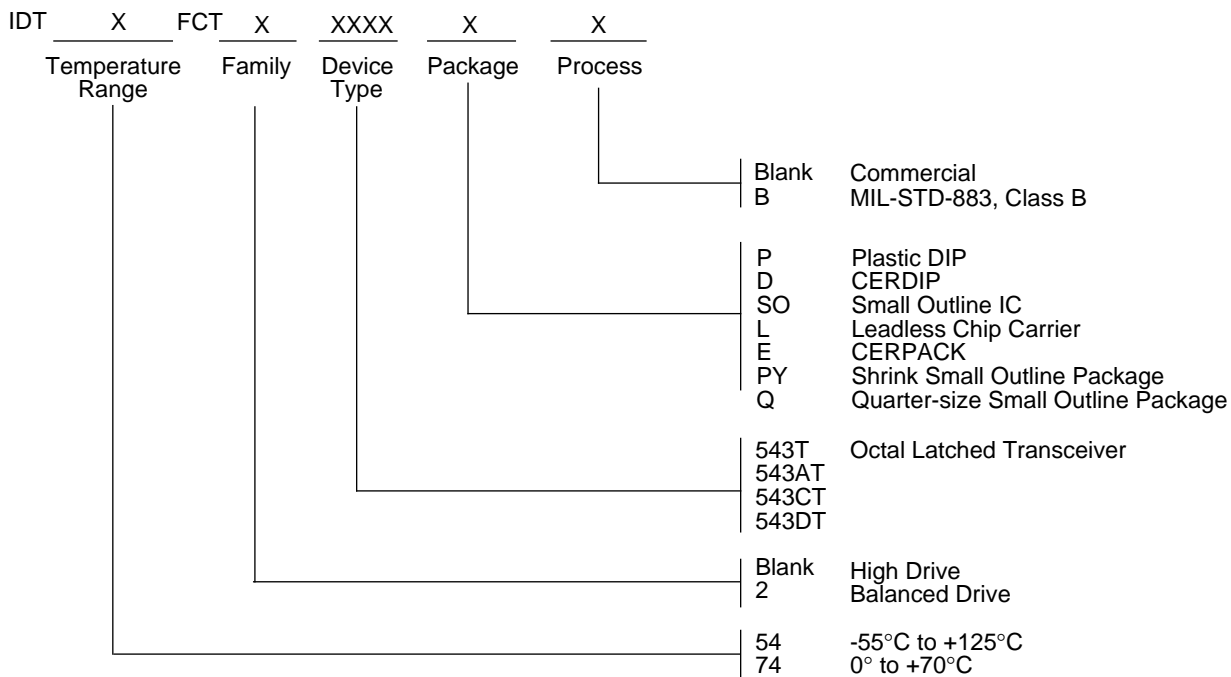 IDT X FCT X XXXX X X
Temperature Range Family Device Type Package Process
Blank Commercial
B MIL-STD-883, Class B
P Plastic DIP
D CERDIP
SO Small Outline IC
L Leadless Chip Carrier
E CERPACK
PY Shrink Small Outline Package
Q Quarter-size Small Outline Package
543T Octal Latched Transceiver
543AT
543CT
543DT
Blank High Drive
2 Balanced Drive
54 -55°C to +125°C
74 0° to +70°C